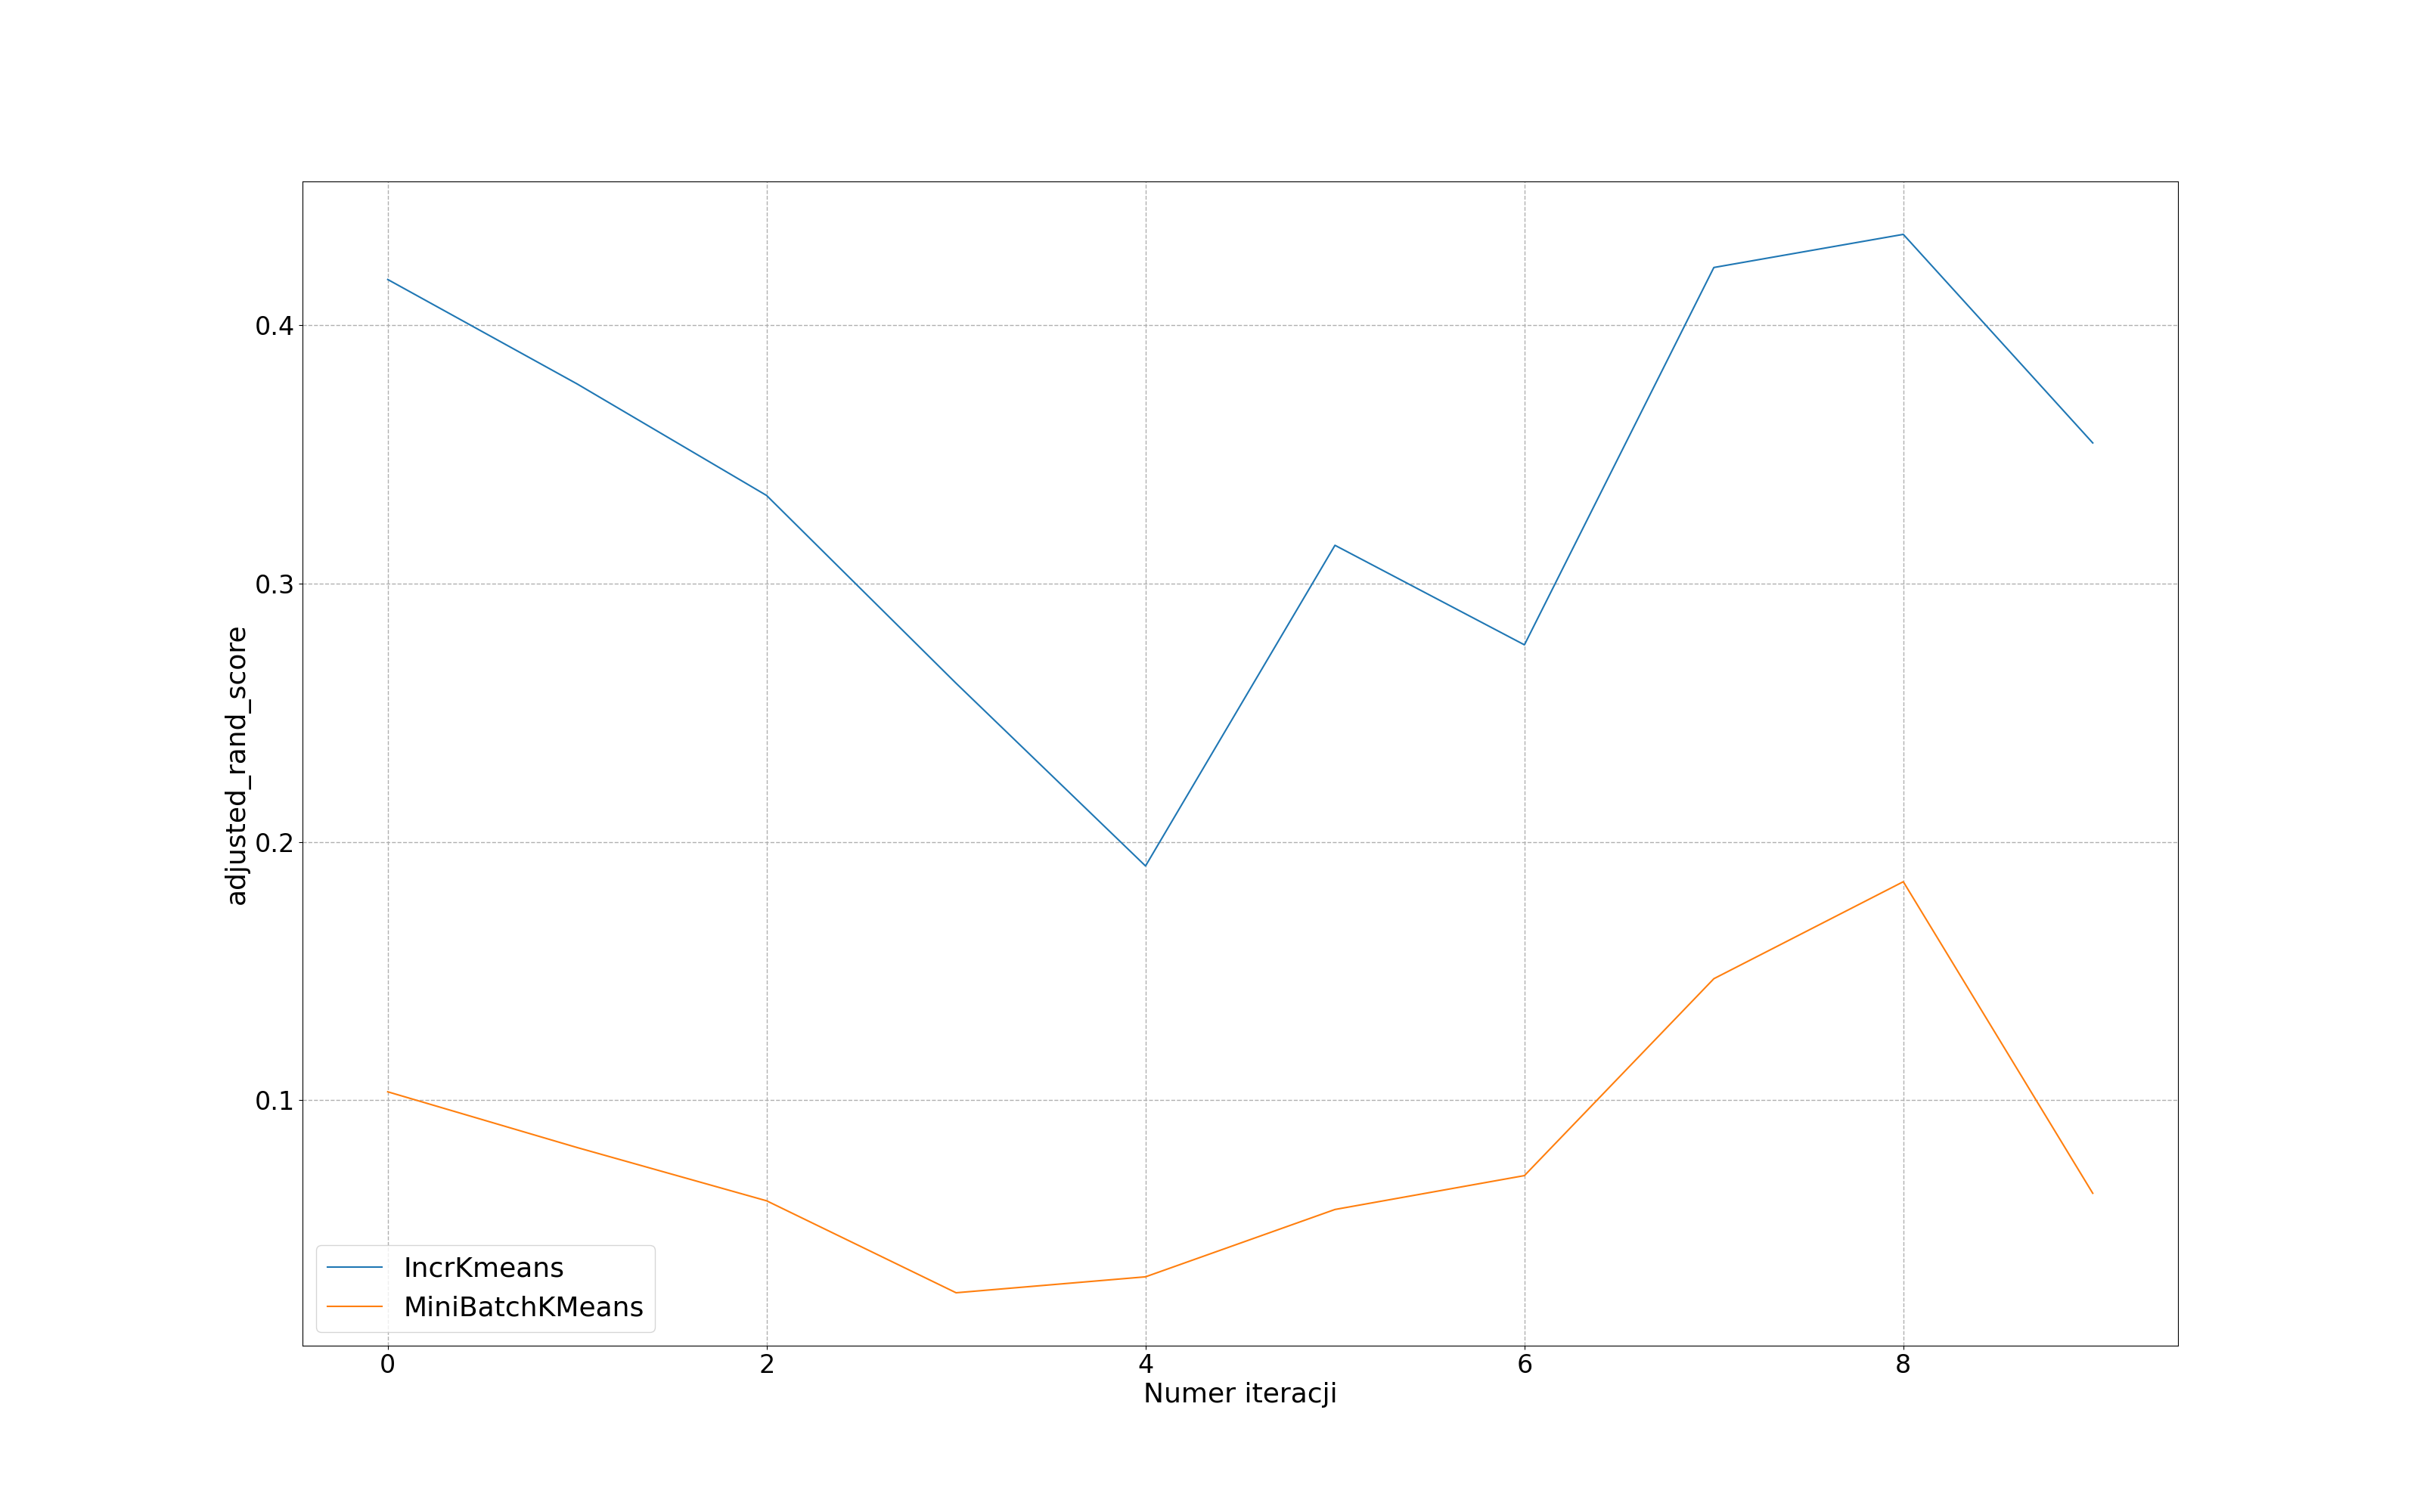 adjusted_rand_score
0.4
0.3
0.2
0.1
IncrKmeans
MiniBatchKMeans
0 2 4 6 8
Numer iteracji